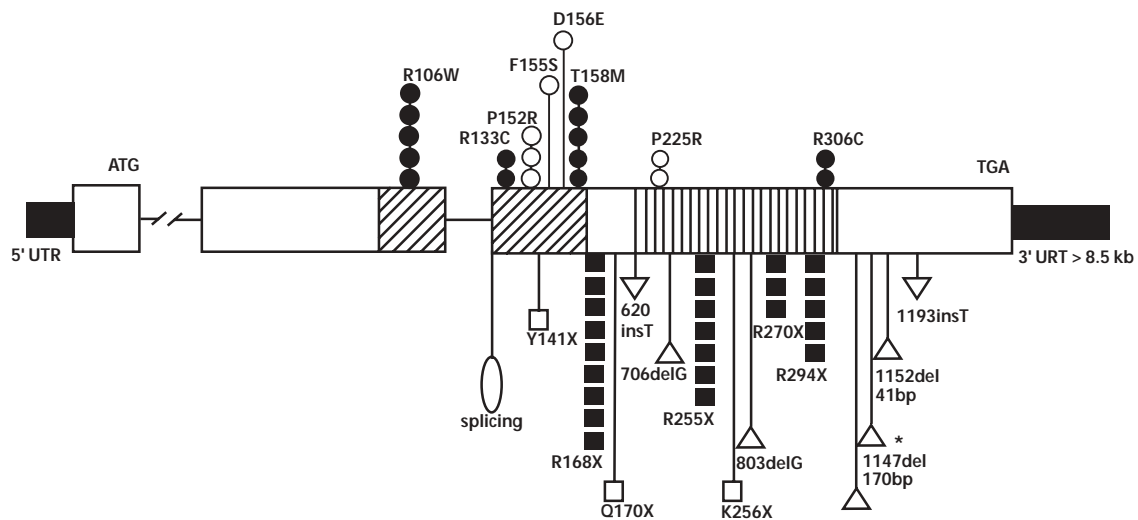 D156E
F155S
R106W
T158M
P152R
R133C
P225R
R306C
ATG
TGA
5' UTR
3' URT > 8.5 kb
620
insT
1193insT
Y141X
R270X
706delG
R294X
1152del
41bp
splicing
R255X
*
R168X
803delG
1147del
170bp
Q170X
K256X